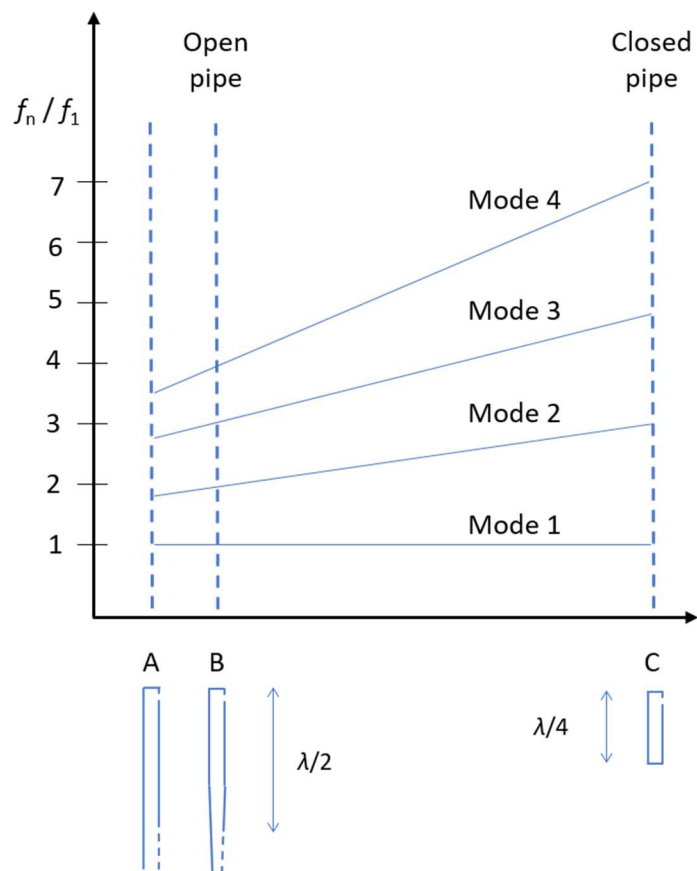 Open
pipe
Closed
pipe
fn / f1
7
Mode 4
6
5
Mode 3
4
3
Mode 2
2
Mode 1
1
A
B
C
λ/2
λ/4